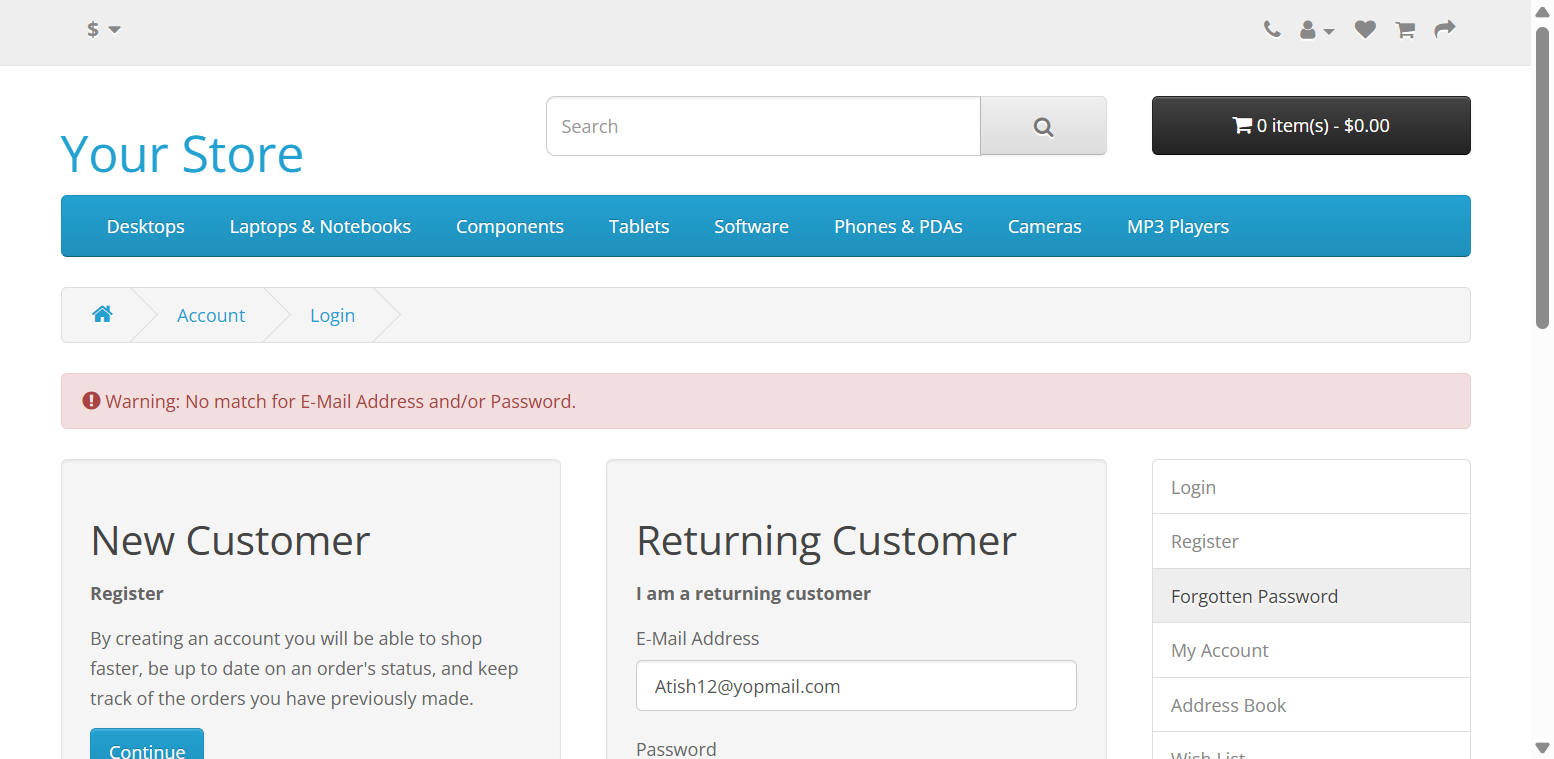 $
Your Store
Search
0 item(s) - $0.00
Desktops Laptops & Notebooks Components Tablets Software Phones & PDAs Cameras MP3 Players
Account Login
Warning: No match for E-Mail Address and/or Password.
New Customer
Register
By creating an account you will be able to shop
faster, be up to date on an order's status, and keep
track of the orders you have previously made.
Continue
Returning Customer
I am a returning customer
E-Mail Address
Atish12@yopmail.com
Password
Login
Register
Forgotten Password
My Account
Address Book
Wish List